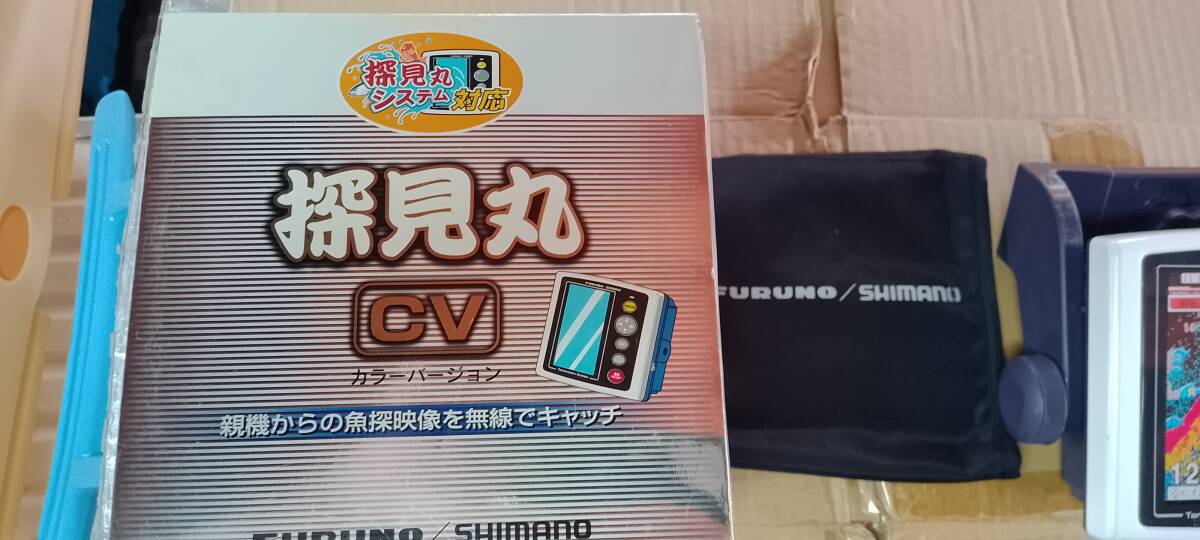 探見丸
システム対応
探見丸
CV
カラーバージョン
親機からの魚探映像を無線でキャッチ
FURUNO/SHIMANO
FURUNO/SHIMANO